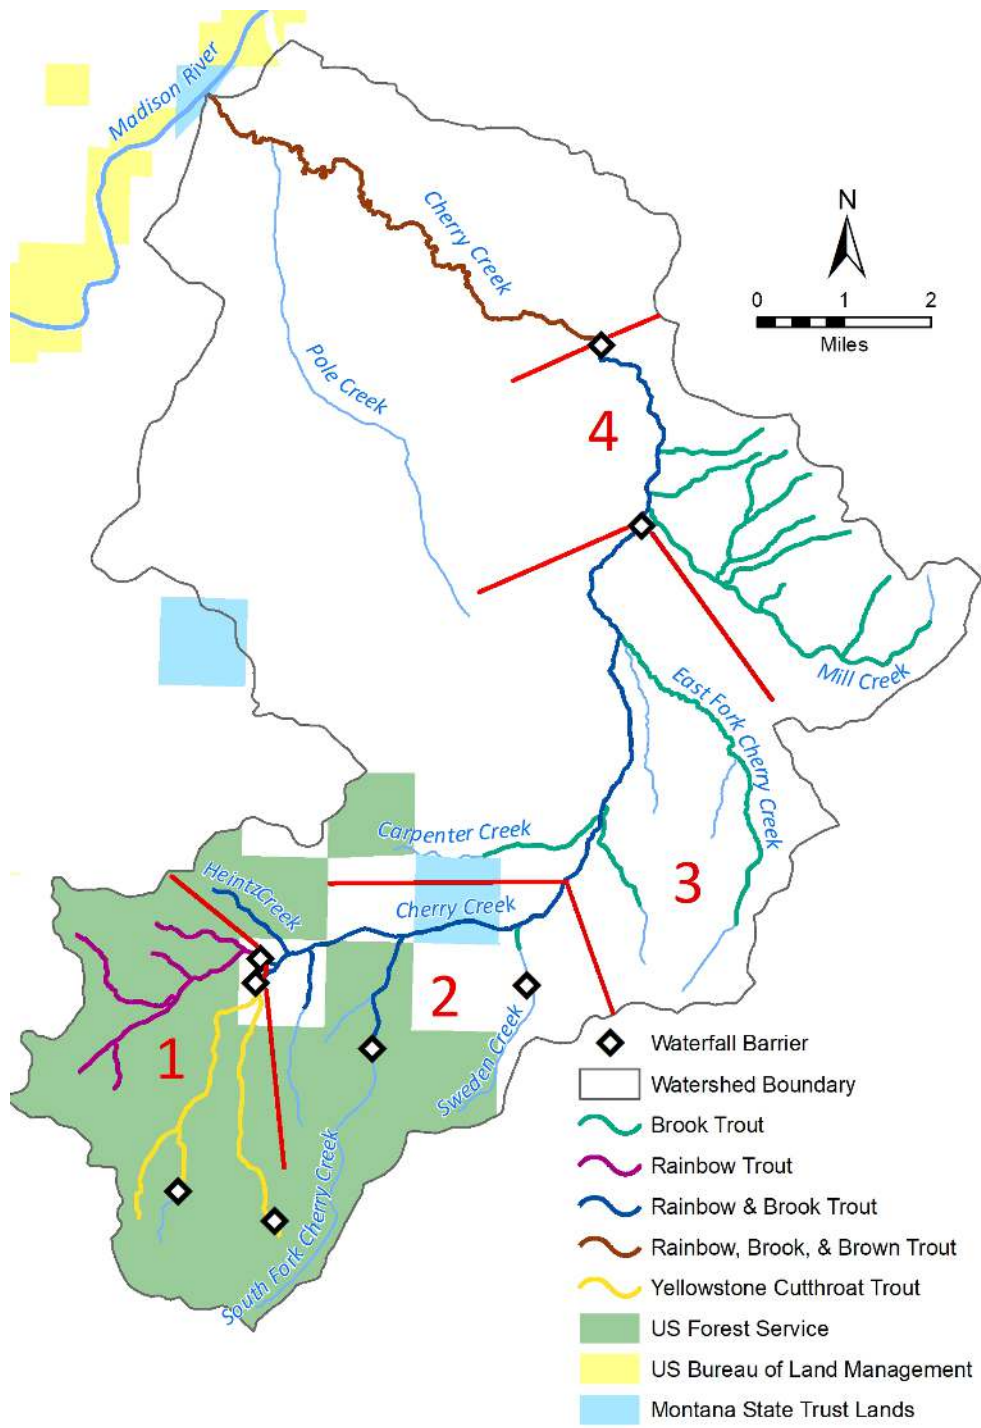 Madison River
Cherry Creek
N
0 1 2
Miles
Pole Creek
4
Mill Creek
East Fork Cherry Creek
Carpenter Creek
3
HeintzCreek
Cherry Creek
2
1
Sweden Creek
South Fork Cherry Creek
Waterfall Barrier
Watershed Boundary
Brook Trout
Rainbow Trout
Rainbow & Brook Trout
Rainbow, Brook, & Brown Trout
Yellowstone Cutthroat Trout
US Forest Service
US Bureau of Land Management
Montana State Trust Lands